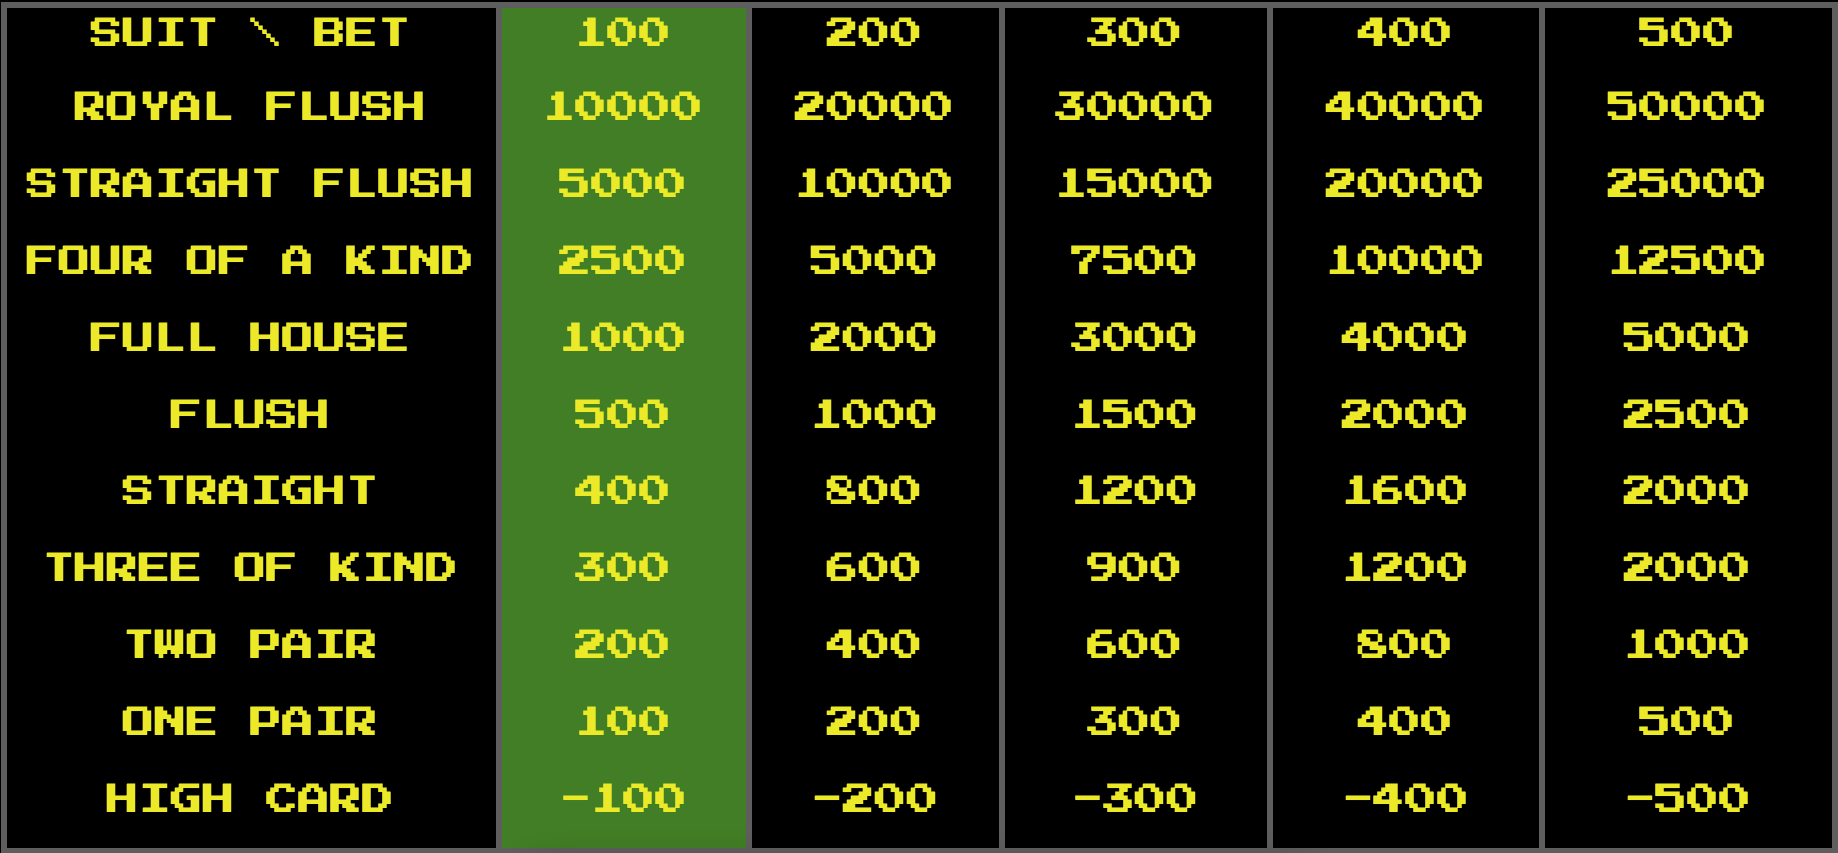 SUIT \ BET 100 200 300 400 500
ROYAL FLUSH 10000 20000 30000 40000 50000
STRAIGHT FLUSH 5000 10000 15000 20000 25000
FOUR OF A KIND 2500 5000 7500 10000 12500
FULL HOUSE 1000 2000 3000 4000 5000
FLUSH 500 1000 1500 2000 2500
STRAIGHT 400 800 1200 1600 2000
THREE OF KIND 300 600 900 1200 2000
TWO PAIR 200 400 600 800 1000
ONE PAIR 100 200 300 400 500
HIGH CARD -100 -200 -300 -400 -500